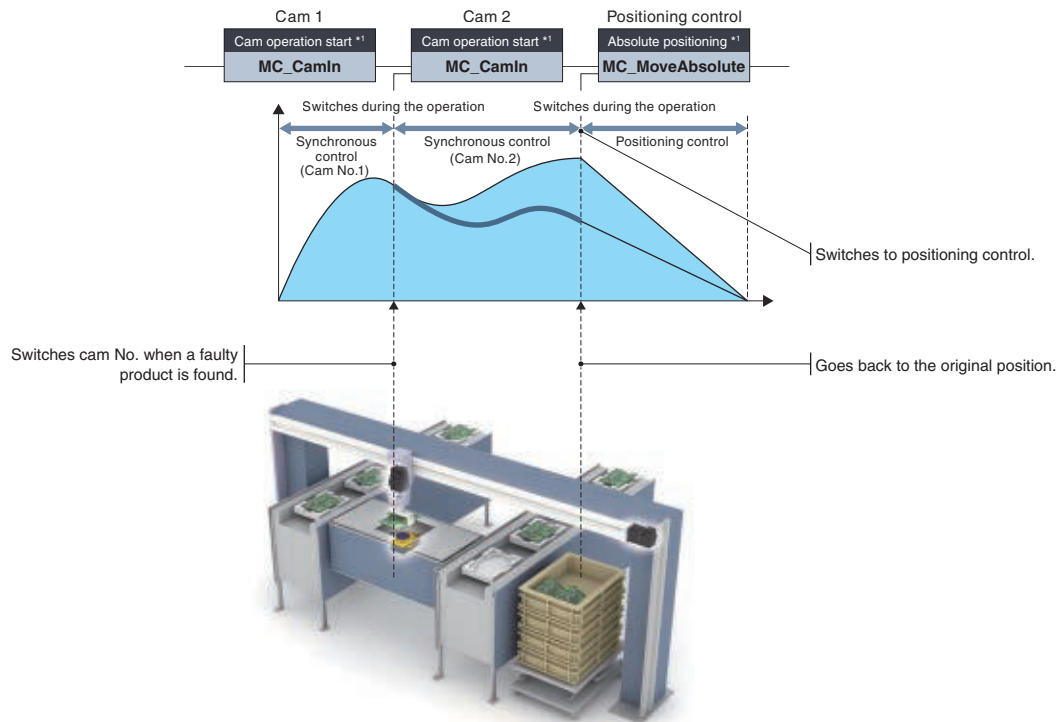 Cam 1
Cam 2
Positioning control
Cam operation start *1
Cam operation start *1
Absolute positioning *1
MC_CamIn
MC_CamIn
MC_MoveAbsolute
Switches during the operation
Switches during the operation
Synchronous
control
(Cam No.1)
Synchronous control
(Cam No.2)
Positioning control
Switches to positioning control.
Switches cam No. when a faulty
product is found.
Goes back to the original position.